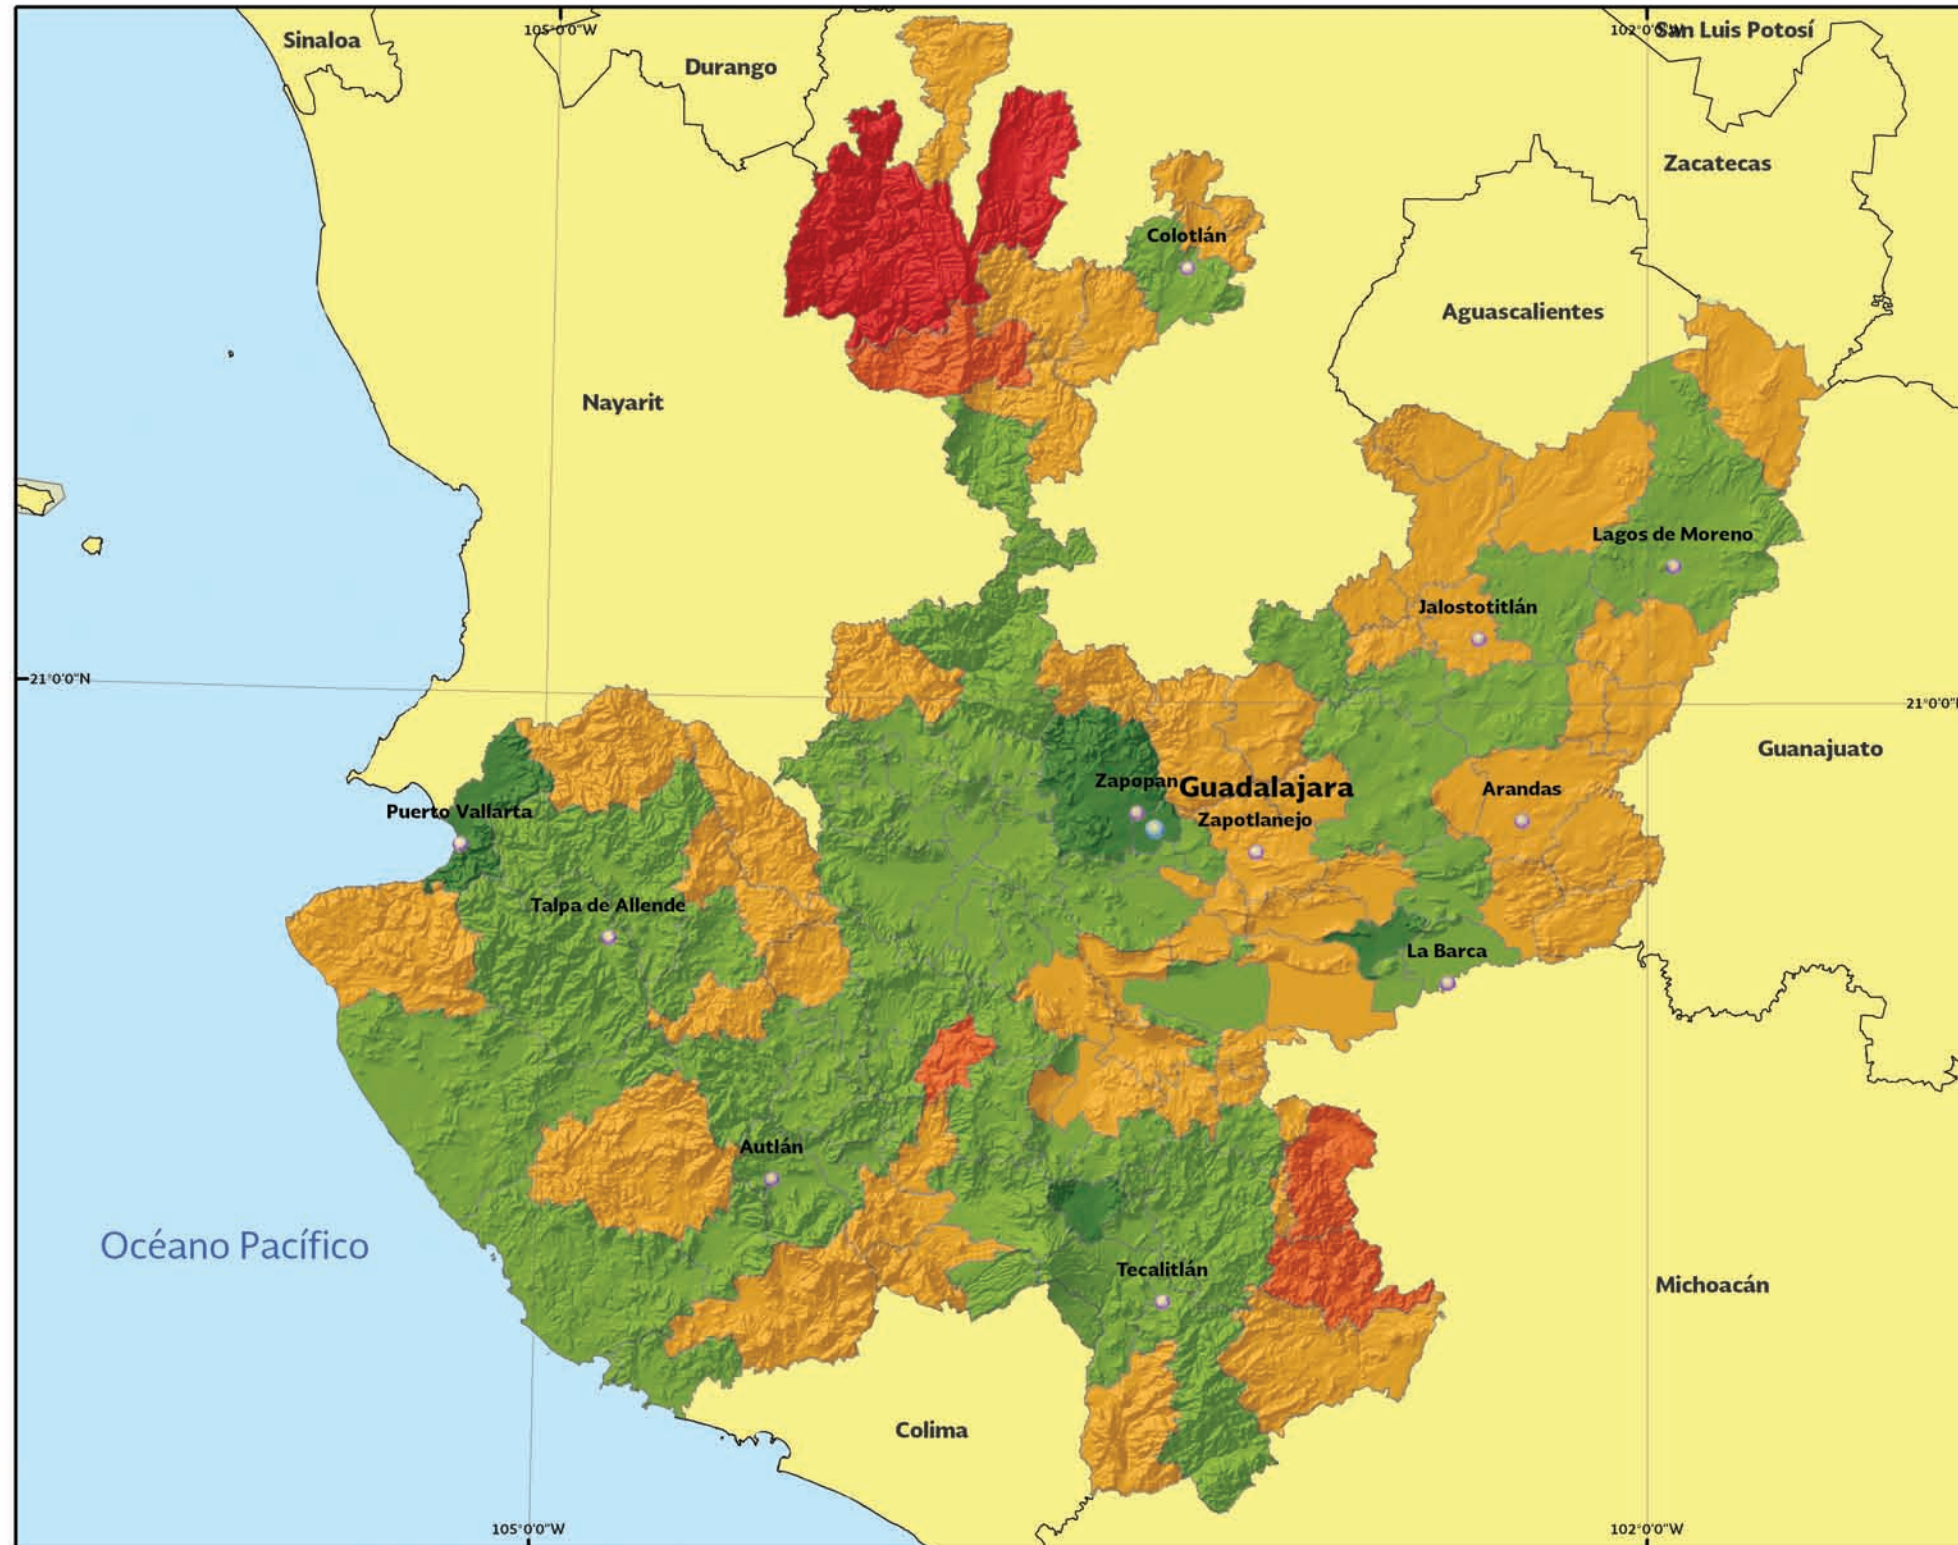 105°0'0"W
102°0'0"W
San Luis Potosí
Sinaloa
Durango
Zacatecas
Colotlán
Aguascalientes
Nayarit
Lagos de Moreno
Jalostotitlán
21°0'0"N
21°0'0"
Guanajuato
Zapopan
Guadalajara
Arandas
Puerto Vallarta
Zapotlanejo
Talpa de Allende
La Barca
Autlán
Océano Pacífico
Tecalitlán
Michoacán
Colima
105°0'0"W
102°0'0"W